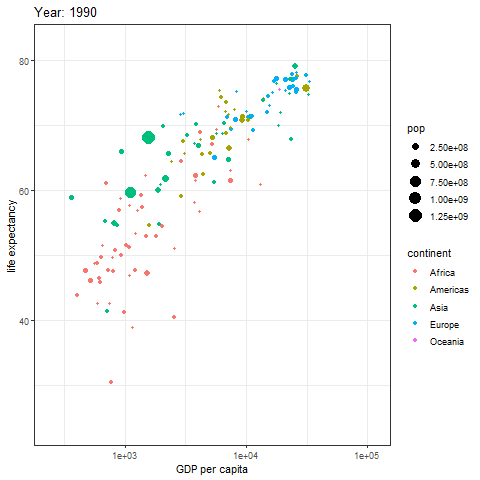 Year: 1990
life expectancy
80
60
40
1e+03
1e+04
1e+05
GDP per capita
pop
2.50e+08
5.00e+08
7.50e+08
1.00e+09
1.25e+09
continent
Africa
Americas
Asia
Europe
Oceania